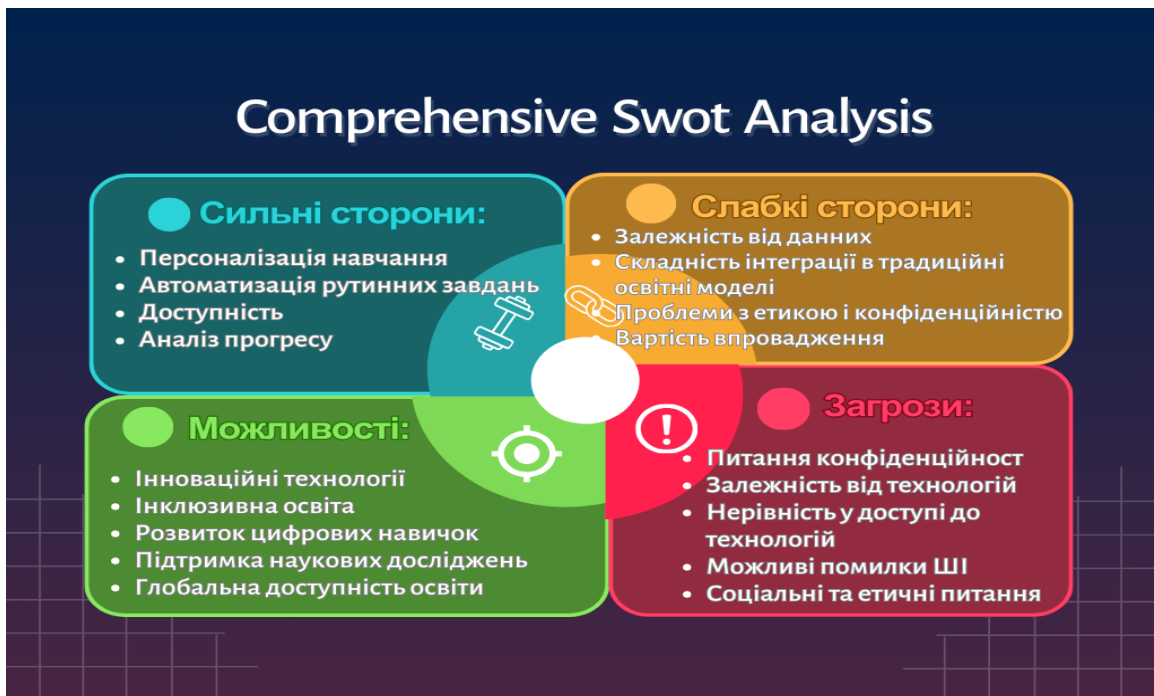 Comprehensive Swot Analysis
Сильні сторони:
• Персоналізація навчання
• Автоматизація рутинних завдань
• Доступність
• Аналіз прогресу
Слабкі сторони:
• Залежність від данних
• Складність інтеграції в традиційні
освітні моделі
• Проблеми з етикою і конфіденційністю
• Вартість впровадження
Можливості:
• Інноваційні технології
• Інклюзивна освіта
• Розвиток цифрових навичок
• Підтримка наукових досліджень
• Глобальна доступність освіти
Загрози:
• Питання конфіденційност
• Залежність від технологій
• Нерівність у доступі до
технологій
• Можливі помилки ШІ
• Соціальні та етичні питання